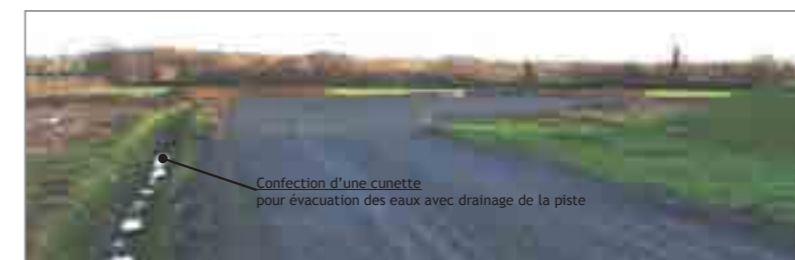 Confection d'une cunette
pour évacuation des eaux avec drainage de la piste